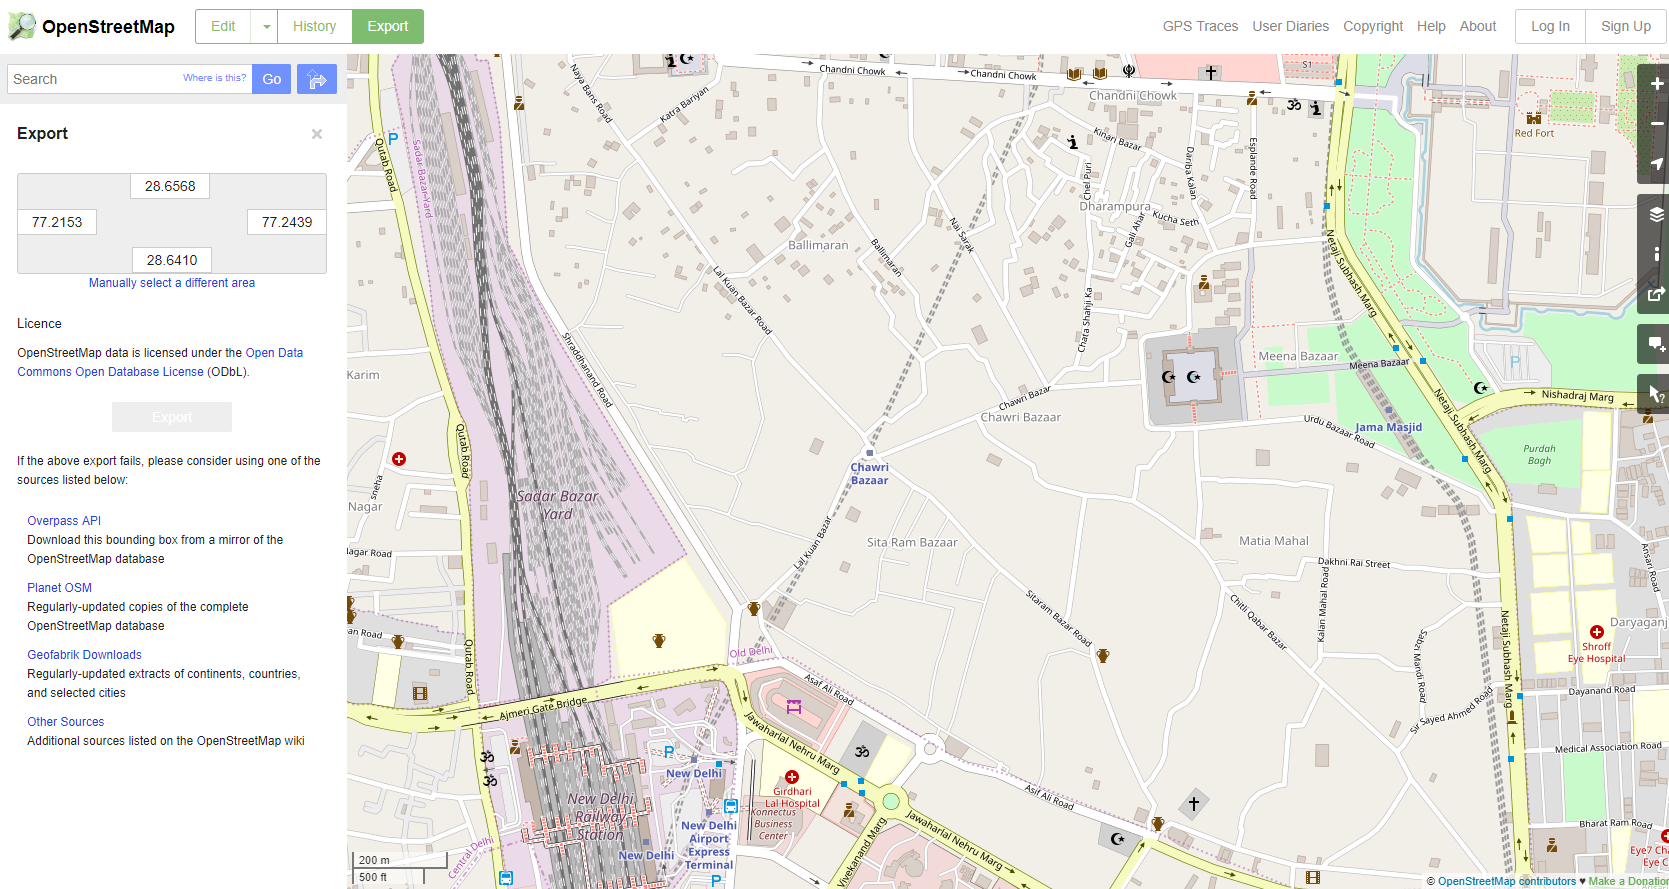 OpenStreetMap
Edit
History
Export
GPS Traces
User Diaries
Copyright
Help
About
Log In
Sign Up
Search
Where is this?
Go
Export
28.6568
77.2153
77.2439
28.6410
Manually select a different area
Licence
OpenStreetMap data is licensed under the Open Data
Commons Open Database License (ODbL).
Export
If the above export fails, please consider using one of the
sources listed below:
Overpass API
Download this bounding box from a mirror of the
OpenStreetMap database
Planet OSM
Regularly-updated copies of the complete
OpenStreetMap database
Geofabrik Downloads
Regularly-updated extracts of continents, countries,
and selected cities
Other Sources
Additional sources listed on the OpenStreetMap wiki
Chandni Chowk
Chandni Chowk
S1
Naya Bans Road
Katra Bariyan
Chandni Chowk
Kinari Bazar
Red Fort
P
Qutab Road
Sadar Bazar Yard
Esplande Road
Dariba Kalan
Chel Puri
Dharampura
Kucha Seth
Gali Ahar
Nai Sarak
Ballimaran
Ballimaran
Netaji Subhash Marg
Lal Kuan Bazar Road
Chata Shahji Ka
Shraddhanand Road
Meena Bazaar
Meena Bazaar
P
Karim
Chawri Bazar
Chawri Bazaar
Nishadraj Marg
Netaji Subhash Marg
Jama Masjid
Urdu Bazaar Road
Purdah
Bagh
Qutab Road
Chawri
Bazaar
sneha
Nagar
Sadar Bazar
Yard
Lal Kuan Bazar
Sita Ram Bazaar
Matia Mahal
Dakhni Rai Street
Ansari Road
lagar Road
Kalan Mahal Road
Sitaram Bazar Road
Chitli Qabar Bazar
Netaji Subhash Marg
Daryaganj
an Road
Sabzi Mandi Road
Shroff
Eye Hospital
Qutab Road
Old Delhi
Asaf Ali Road
Dayanand Road
Sir Sayed Ahmed Road
Ajmeri Gate Bridge
Jawaharlal Nehru Marg
Medical Association Road
P
New Delhi
Girdhari
Lal Hospital
New Delhi
Railway
Station
Konnectus
Business
Center
Asif Ali Road
New Delhi
Airport
Express
Terminal
Jawaharlal Nehru Marg
Bharat Ram Road
Central Delhi
New Delhi
Vivekanand Marg
Eye7 Cha
Eye C
P
200 m
500 ft
© OpenStreetMap contributors ♥ Make a Donation